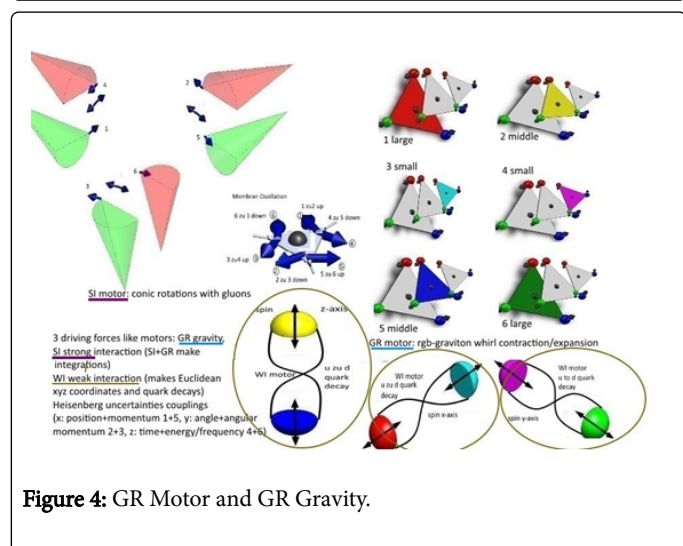 4
1
2
5
3
6
1 large
2 middle
3 small
4 small
5 middle
6 large
Membran Oszillation
1 zu2 up
6 zu 1 down
4 zu 5 down
3 zu4 up
5 zu 6 up
2 zu 3 down
SI motor: conic rotations with gluons
GR motor: rgb-graviton whirl contraction/expansion
3 driving forces like motors: GR gravity,
SI strong interaction (SI+GR make
integrations)
WI weak interaction (makes Euclidean
xyz coordinates and quark decays)
Heisenberg uncertainties couplings
(x: position+momentum 1+5, y: angle+angular
momentum 2+3, z: time+energy/frequency 4+6)
spin
z-axis
WI motor
u zu d
quark
decay
WI motor
u zu d quark
decay
spin x-axis
WI motor
u to d quark
decay
spin y-axis
Figure 4: GR Motor and GR Gravity.